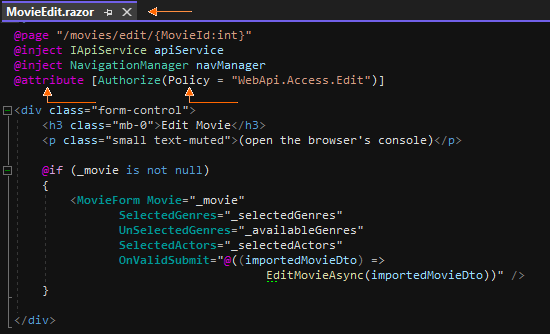 MovieEdit.razor
@page "/movies/edit/{MovieId:int}"
@inject IApiService apiService
@inject NavigationManager navManager
@attribute [Authorize(Policy = "WebApi.Access.Edit")]
<div class="form-control">
<h3 class="mb-0">Edit Movie</h3>
<p class="small text-muted">(open the browser's console)</p>
@if (_movie is not null)
{
<MovieForm Movie="_movie"
SelectedGenres="_selectedGenres"
UnSelectedGenres="_availableGenres"
SelectedActors="_selectedActors"
OnValidSubmit="@((importedMovieDto) =>
EditMovieAsync(importedMovieDto))" />
}
</div>